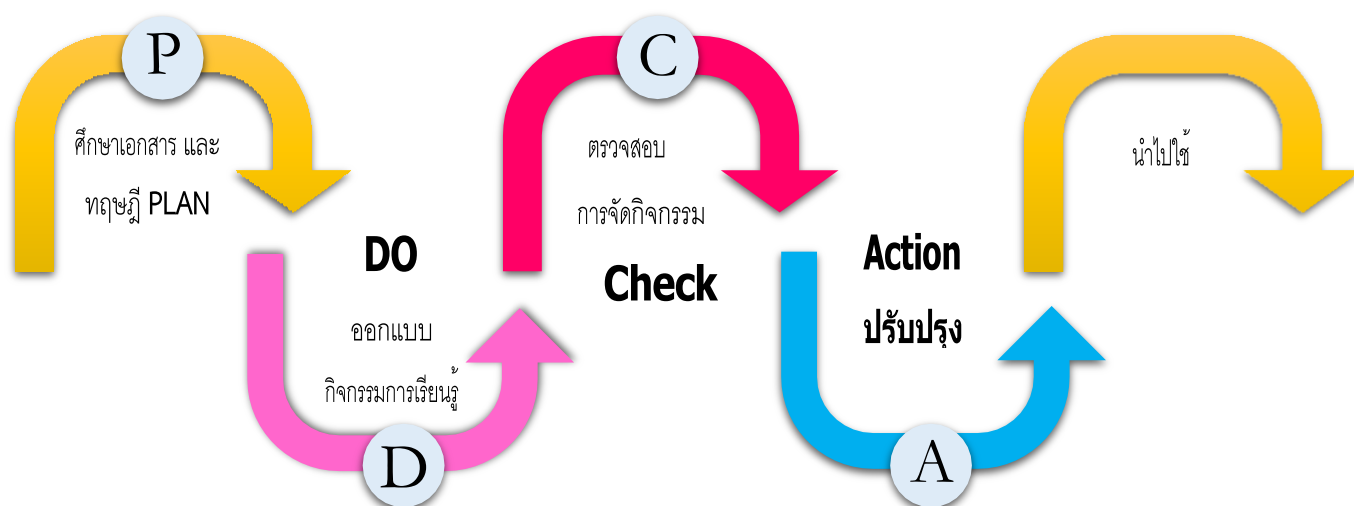 P
ศึกษาเอกสาร และ
ทฤษฎี PLAN
DO
ออกแบบ
กิจกรรมการเรียนรู้
D
C
ตรวจสอบ
การจัดกิจกรรม
Check
Action
ปรับปรุง
A
นำไปใช้